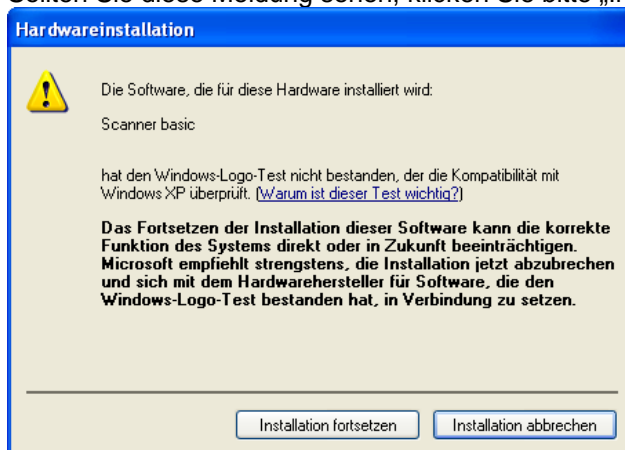 Sollten Sie diese Meldung sehen, klicken Sie bitte „I
Hardwareinstallation
Die Software, die für diese Hardware installiert wird:
Scanner basic
hat den Windows-Logo-Test nicht bestanden, der die Kompatibilität mit
Windows XP überprüft. (Warum ist dieser Test wichtig?)
Das Fortsetzen der Installation dieser Software kann die korrekte
Funktion des Systems direkt oder in Zukunft beeinträchtigen.
Microsoft empfiehlt strengstens, die Installation jetzt abzubrechen
und sich mit dem Hardwarehersteller für Software, die den
Windows-Logo-Test bestanden hat, in Verbindung zu setzen.
Installation fortsetzen
Installation abbrechen